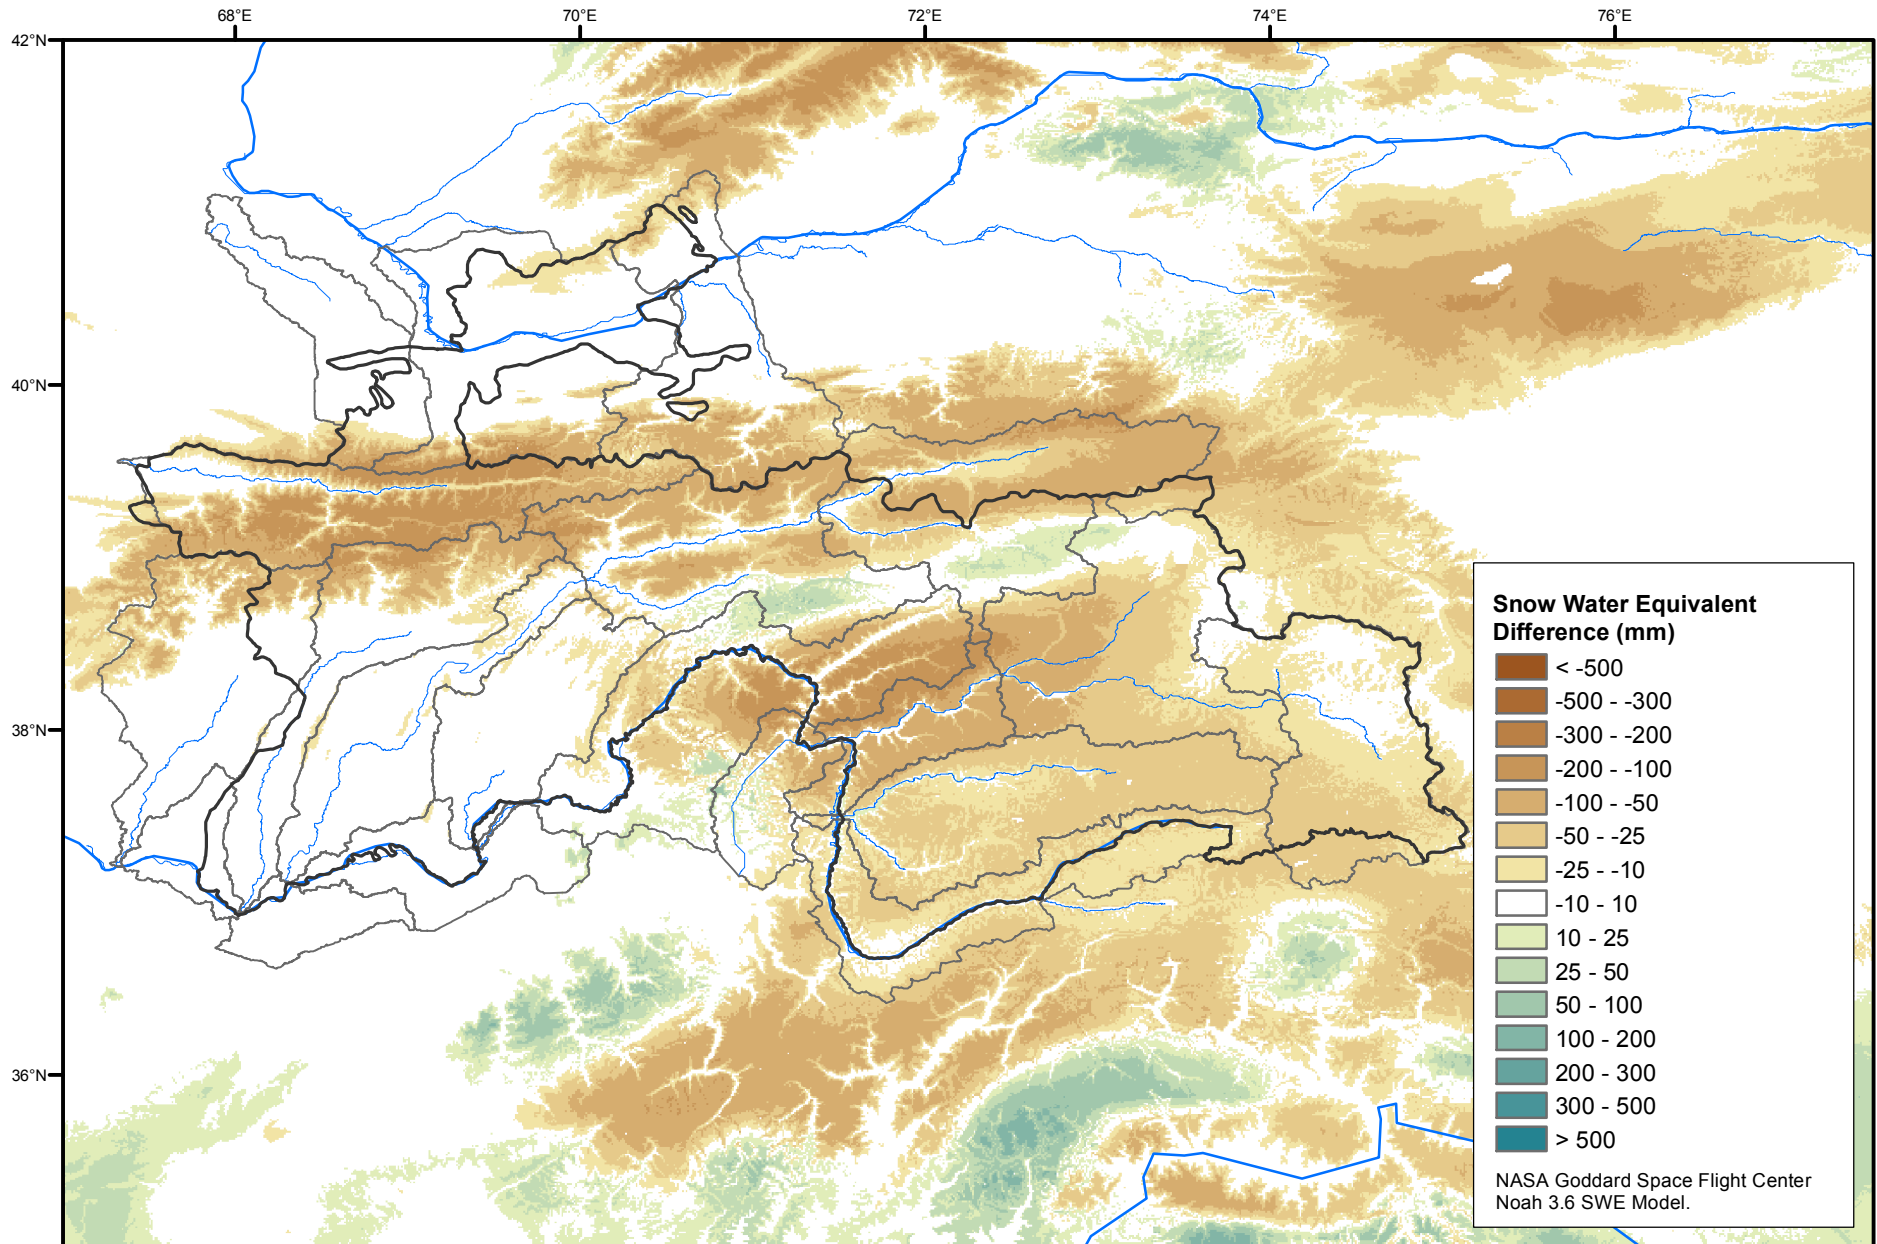 68°E
70°E
72°E
74°E
76°E
42°N
40°N
38°N
36°N
Snow Water Equivalent
Difference (mm)
< -500
-500 - -300
-300 - -200
-200 - -100
-100 - -50
-50 - -25
-25 - -10
-10 - 10
10 - 25
25 - 50
50 - 100
100 - 200
200 - 300
300 - 500
> 500
NASA Goddard Space Flight Center
Noah 3.6 SWE Model.